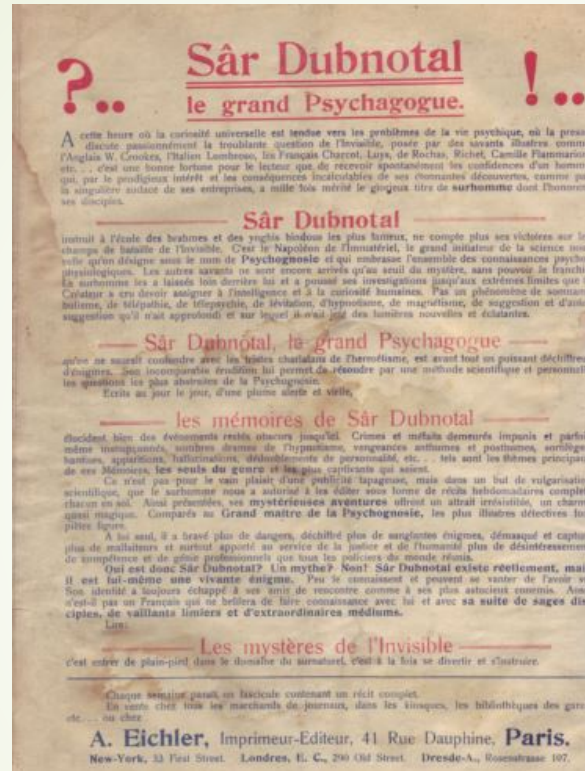 ?..
Sâr Dubnotal
!..
le grand Psychagogue.
A cette heure où la curiosité universelle est tendue vers les problèmes de la vie psychique, où la presse
discute passionnément la troublante question de l'Invisible, posée par des savants illustres comme
l'Anglais W. Crookes, l'Italien Lombroso, les Français Charcot, Luys, de Rochas, Richet, Camille Flammarion
etc. . . . c'est une bonne fortune pour le lecteur que de recevoir spontanément les confidences d'un homme
qui, par le prodigieux intérêt et les conséquences incalculables de ses étonnantes découvertes, comme par
la singulière audace de ses entreprises, a mille fois mérité le glorieux titre de surhomme dont l'honorent
ses disciples.
Sâr Dubnotal
instruit à l'école des brahmes et des yoghis hindous les plus fameux, ne compte plus ses victoires sur les
champs de bataille de l'Invisible. C'est le Napoléon de l'Immatériel, le grand initiateur de la science nou-
velle qu'on désigne sous le nom de Psychognosie et qui embrasse l'ensemble des connaissances psycho-
physiologiques. Les autres savants ne sont encore arrivés qu'au seuil du mystère, sans pouvoir le franchir.
Le surhomme les a laissés loin derrière lui et a poussé ses investigations jusqu'aux extrêmes limites que le
Créateur a cru devoir assigner à l'intelligence et à la curiosité humaines. Pas un phénomène de somnam-
bulisme, de télépathie, de télépsychie, de lévitation, d'hypnotisme, de magnétisme, de suggestion et d'auto-
suggestion qu'il n'ait approfondi et sur lequel il n'ait jeté des lumières nouvelles et éclatantes.
Sâr Dubnotal, le grand Psychagogue
qu'on ne saurait confondre avec les tristes charlatans de l'hermétisme, est avant tout un puissant déchiffreur
d'énigmes. Son incomparable érudition lui permet de résoudre par une méthode scientifique et personnelle
les questions les plus abstraites de la Psychognosie.
Ecrits au jour le jour, d'une plume alerte et virile,
les mémoires de Sâr Dubnotal
élucident bien des événements restés obscurs jusqu'ici. Crimes et méfaits demeurés impunis et parfois
même insoupçonnés, sombres drames de l'hypnotisme, vengeances anthumes et posthumes, sortilèges,
hantises, apparitions, hallucinations, dédoublements de personnalité, etc. . . tels sont les thèmes principaux
de ces Mémoires, les seuls du genre et les plus captivants qui soient.
Ce n'est pas pour le vain plaisir d'une publicité tapageuse, mais dans un but de vulgarisation
scientifique, que le surhomme nous a autorisé à les éditer sous forme de récits hebdomadaires complets
chacun en soi. Ainsi présentées, ses mystérieuses aventures offrent un attrait irrésistible, un charme
quasi magique. Comparés au Grand maître de la Psychognosie, les plus illustres détectives font
piètre figure.
A lui seul, il a bravé plus de dangers, déchiffré plus de sanglantes énigmes, démasqué et capturé
plus de malfaiteurs et surtout apporté au service de la justice et de l'humanité plus de désintéressement,
de compétence et de génie professionnels que tous les policiers du monde réunis.
Qui est donc Sâr Dubnotal? Un mythe? Non! Sâr Dubnotal existe réellement, mais
il est lui-même une vivante énigme. Peu le connaissent et peuvent se vanter de l'avoir vu.
Son identité a toujours échappé à ses amis de rencontre comme à ses plus astucieux ennemis. Aussi
n'est-il pas un Français qui ne brûlera de faire connaissance avec lui et avec sa suite de sages dis-
ciples, de vaillants limiers et d'extraordinaires médiums.
Lire:
Les mystères de l'Invisible
c'est entrer de plain-pied dans le domaine du surnaturel, c'est à la fois se divertir et s'instruire.
Chaque semaine paraît un fascicule contenant un récit complet.
En vente chez tous les marchands de journaux, dans les kiosques, les bibliothèques des gares
etc. . . . ou chez
A. Eichler, Imprimeur-Editeur, 41 Rue Dauphine, Paris.
New-York, 53 First Street. Londres, E. C., 290 Old Street. Dresde-A., Rosenstrasse 107.